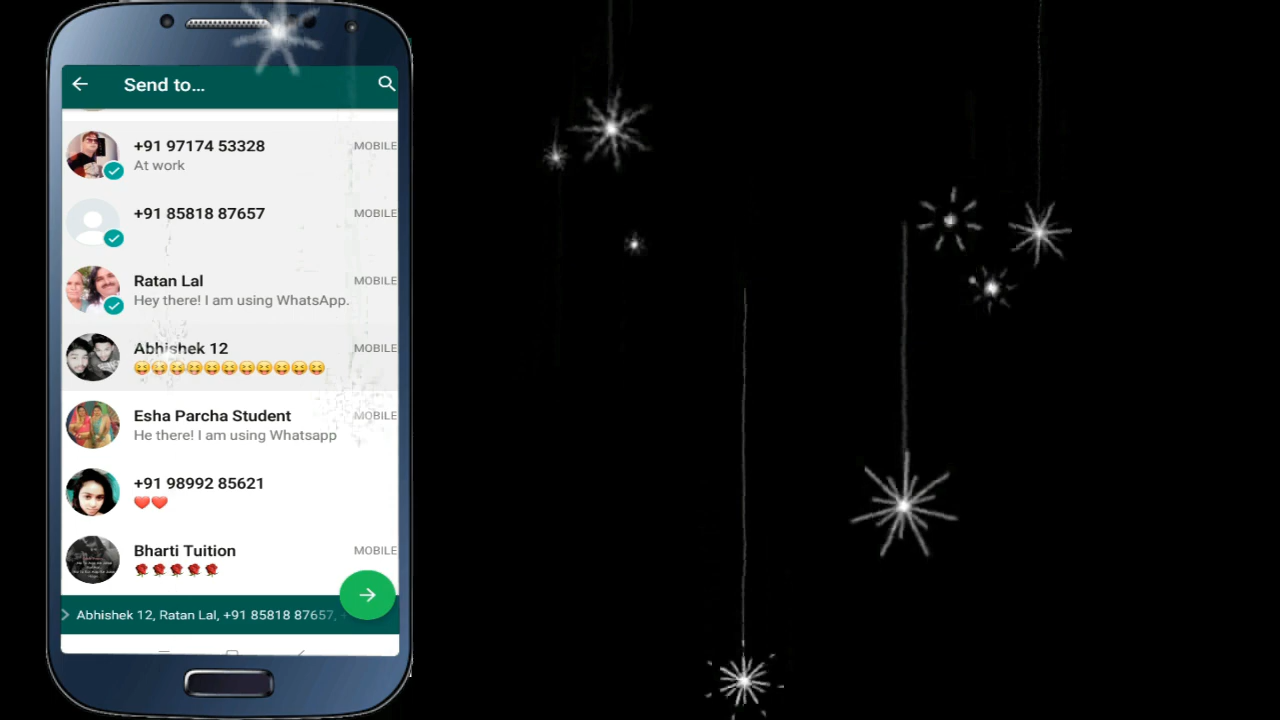 Send to...
+91 97174 53328 MOBILE
At work
+91 85818 87657 MOBILE
Ratan Lal MOBILE
Hey there! I am using WhatsApp.
Abhishek 12 MOBILE
😝😝😝😝😝😝😝😝😝😝😝
Esha Parcha Student MOBILE
He there! I am using Whatsapp
+91 98992 85621
❤️❤️
Bharti Tuition MOBILE
🌹🌹🌹🌹🌹
Abhishek 12, Ratan Lal, +91 85818 87657,